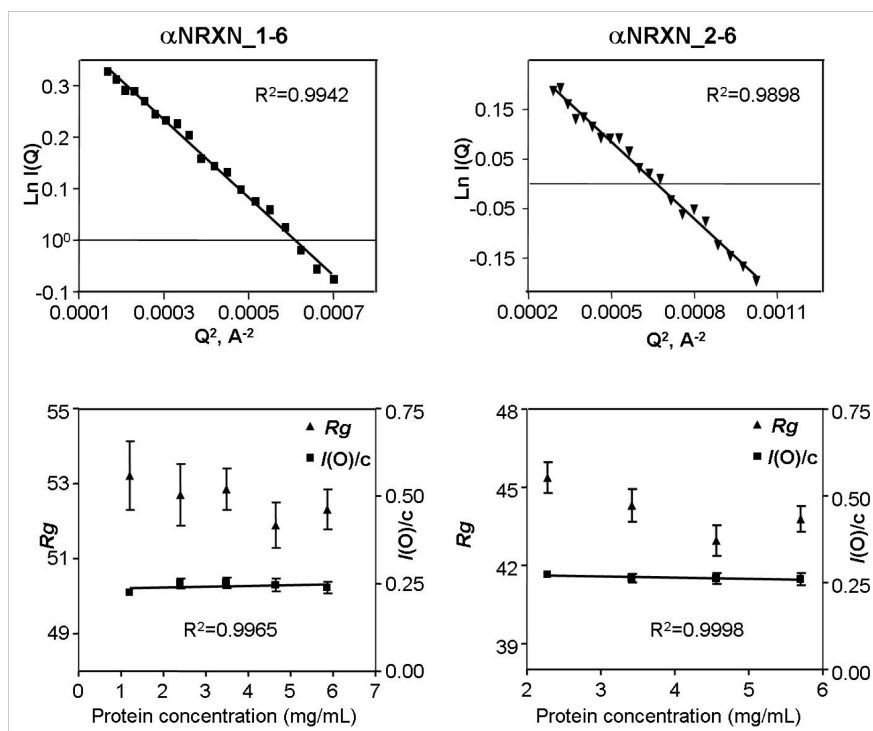 αNRXN_1-6
R²=0.9942
Ln I(Q)
0.3
0.2
0.1
10⁰
-0.1
0.0001 0.0003 0.0005 0.0007
Q², A⁻²
αNRXN_2-6
R²=0.9898
Ln I(Q)
0.15
0.05
-0.05
-0.15
0.0002 0.0005 0.0008 0.0011
Q², A⁻²
Rg
55
53
51
49
Rg
I(O)/c
R²=0.9965
0.75
0.50
0.25
0.00
I(O)/c
0 1 2 3 4 5 6 7
Protein concentration (mg/mL)
Rg
48
45
42
39
Rg
I(O)/c
R²=0.9998
0.75
0.50
0.25
0.00
I(O)/c
2 3 4 5 6
Protein concentration (mg/mL)